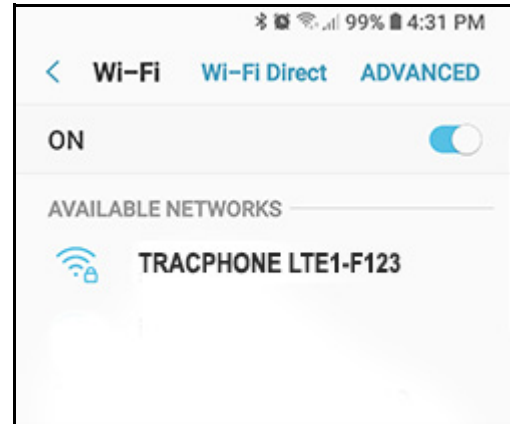 99% 4:31 PM
< Wi-Fi Wi-Fi Direct ADVANCED
ON
AVAILABLE NETWORKS
TRACPHONE LTE1-F123